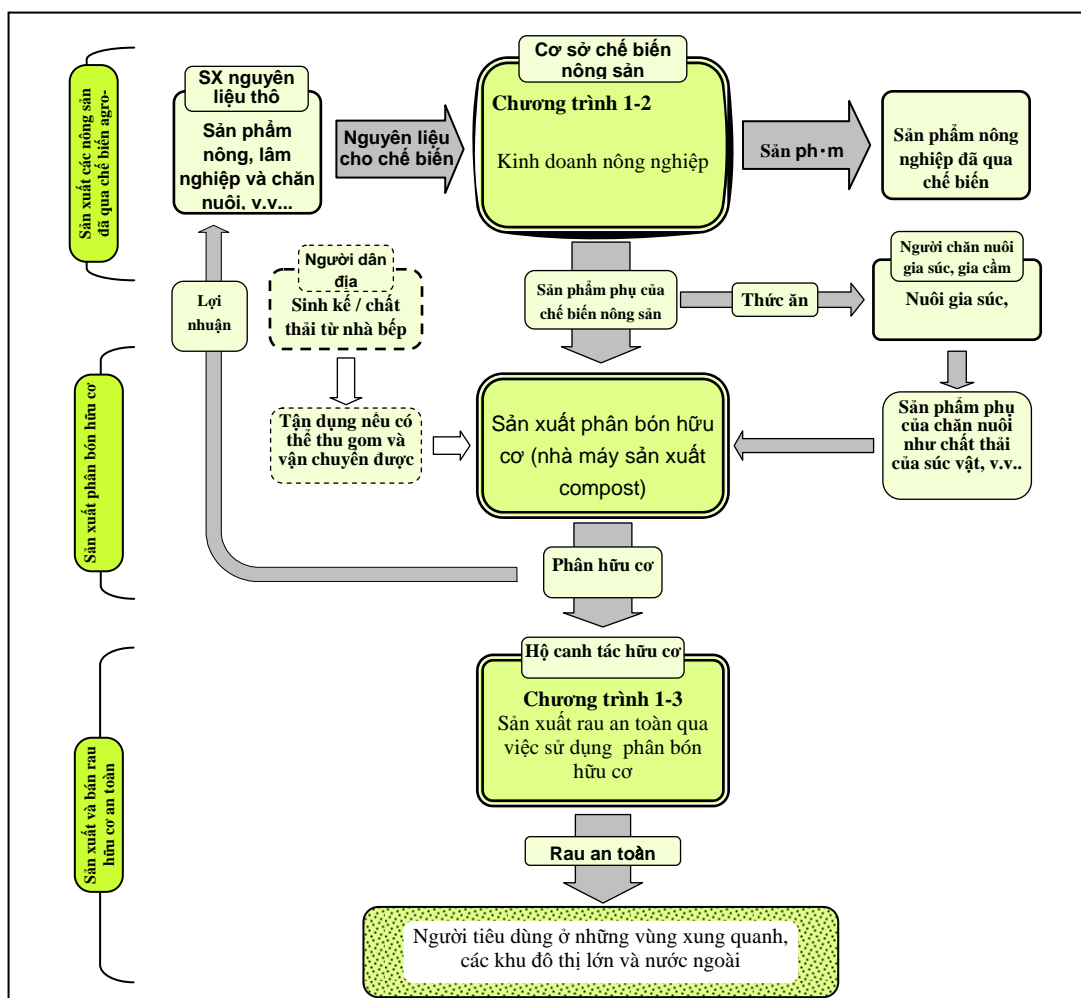 Sản xuất các nông sản
đã qua chế biến agro-
SX nguyên
liệu thô
Sản phẩm
nông, lâm
nghiệp và chăn
nuôi, v.v...
Nguyên liệu
cho chế biến
Cơ sở chế biến
nông sản
Chương trình 1-2
Kinh doanh nông nghiệp
Sản ph·m
Sản phẩm nông
nghiệp đã qua
chế biến
Lợi
nhuận
Người dân
địa
Sinh kế / chất
thải từ nhà bếp
Sản phẩm phụ của
chế biến nông sản
Thức ăn
Người chăn nuôi
gia súc, gia cầm
Nuôi gia súc,
Sản xuất phân bón hữu cơ
Tận dụng nếu có
thể thu gom và
vận chuyển được
Sản xuất phân bón hữu
cơ (nhà máy sản xuất
compost)
Sản phẩm phụ
của chăn nuôi
như chất thải
của súc vật, v.v..
Phân hữu cơ
Sản xuất và bán rau
hữu cơ an toàn
Hộ canh tác hữu cơ
Chương trình 1-3
Sản xuất rau an toàn qua
việc sử dụng phân bón
hữu cơ
Rau an toàn
Người tiêu dùng ở những vùng xung quanh,
các khu đô thị lớn và nước ngoài